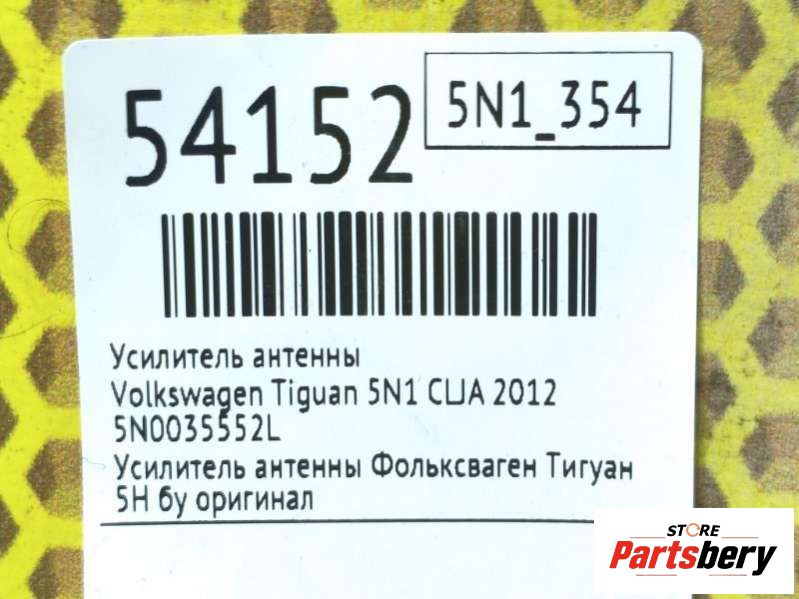 54152
5N1_354
Усилитель антенны
Volkswagen Tiguan 5N1 CLJA 2012
5N0035552L
Усилитель антенны Фольксваген Тигуан
5Н бу оригинал
STORE
Partsbery